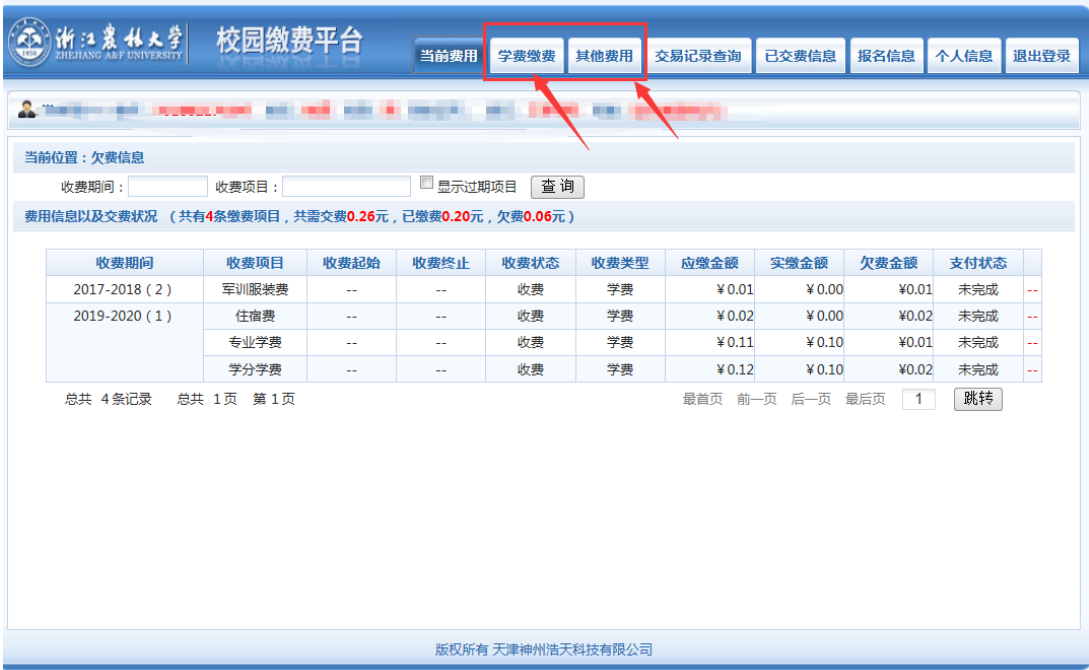 浙江农林大学 校园缴费平台
ZHEJIANG A&F UNIVERSITY
1958
当前费用 学费缴费 其他费用 交易记录查询 已交费信息 报名信息 个人信息 退出登录
当前位置：欠费信息
收费期间： 收费项目： 显示过期项目 查 询
费用信息以及交费状况 （共有4条缴费项目，共需交费0.26元，已缴费0.20元，欠费0.06元）
收费期间 收费项目 收费起始 收费终止 收费状态 收费类型 应缴金额 实缴金额 欠费金额 支付状态
2017-2018（2） 军训服装费 -- -- 收费 学费 ￥0.01 ￥0.00 ¥0.01 未完成 --
2019-2020（1） 住宿费 -- -- 收费 学费 ￥0.02 ￥0.00 ¥0.02 未完成 --
专业学费 -- -- 收费 学费 ￥0.11 ￥0.10 ¥0.01 未完成 --
学分学费 -- -- 收费 学费 ￥0.12 ￥0.10 ¥0.02 未完成 --
总共 4条记录 总共 1页 第1页 最首页 前一页 后一页 最后页 1 跳转
版权所有 天津神州浩天科技有限公司